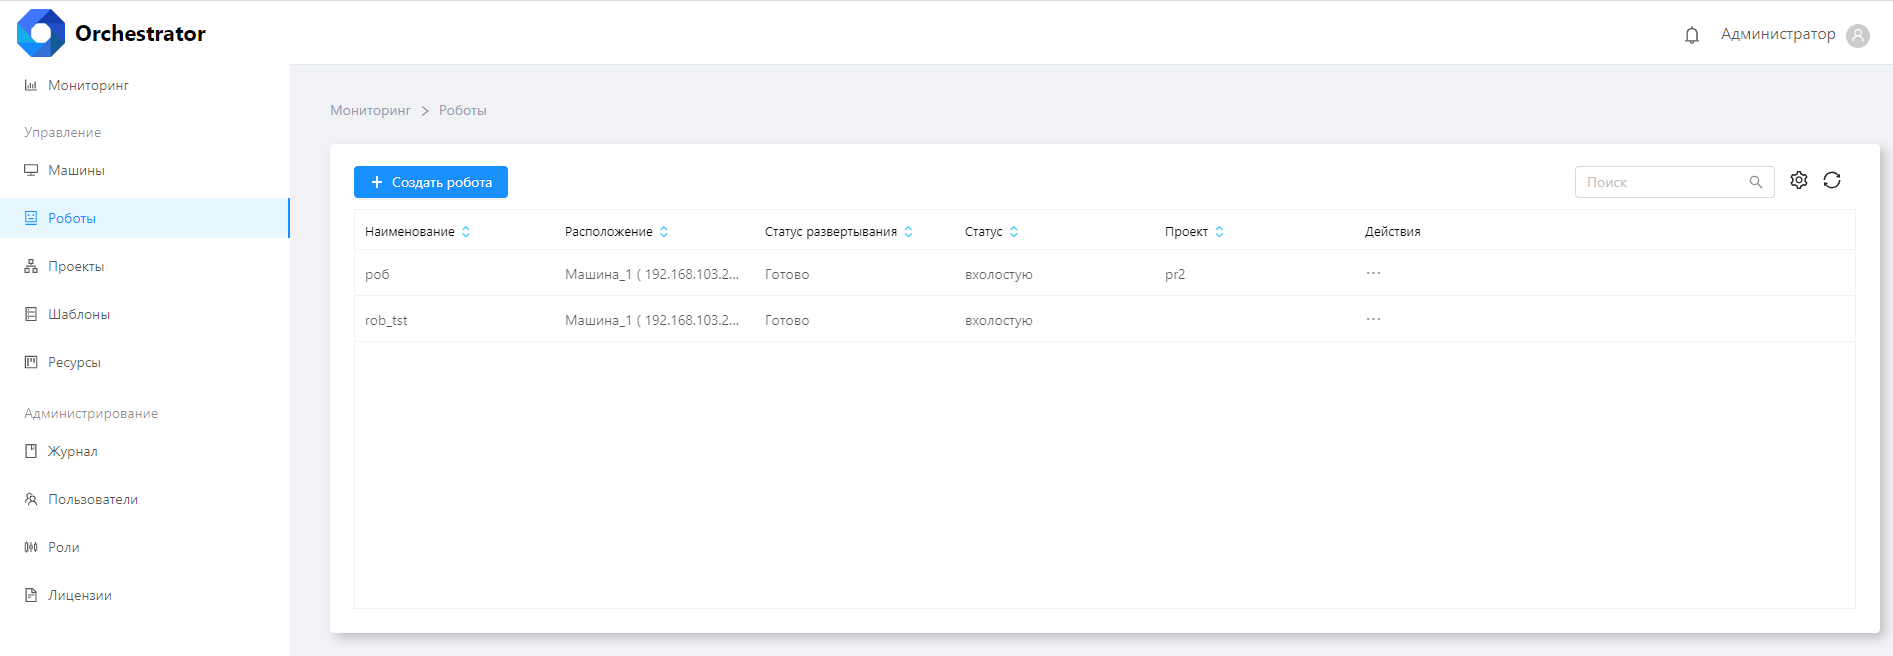 Orchestrator
Администратор
Мониторинг
Управление
Машины
Роботы
Проекты
Шаблоны
Ресурсы
Администрирование
Журнал
Пользователи
Роли
Лицензии
Мониторинг > Роботы
+ Создать робота
Поиск
Наименование Расположение Статус развертывания Статус Проект Действия
роб Машина_1 ( 192.168.103.2... Готово вхолостую pr2 ...
rob_tst Машина_1 ( 192.168.103.2... Готово вхолостую ...